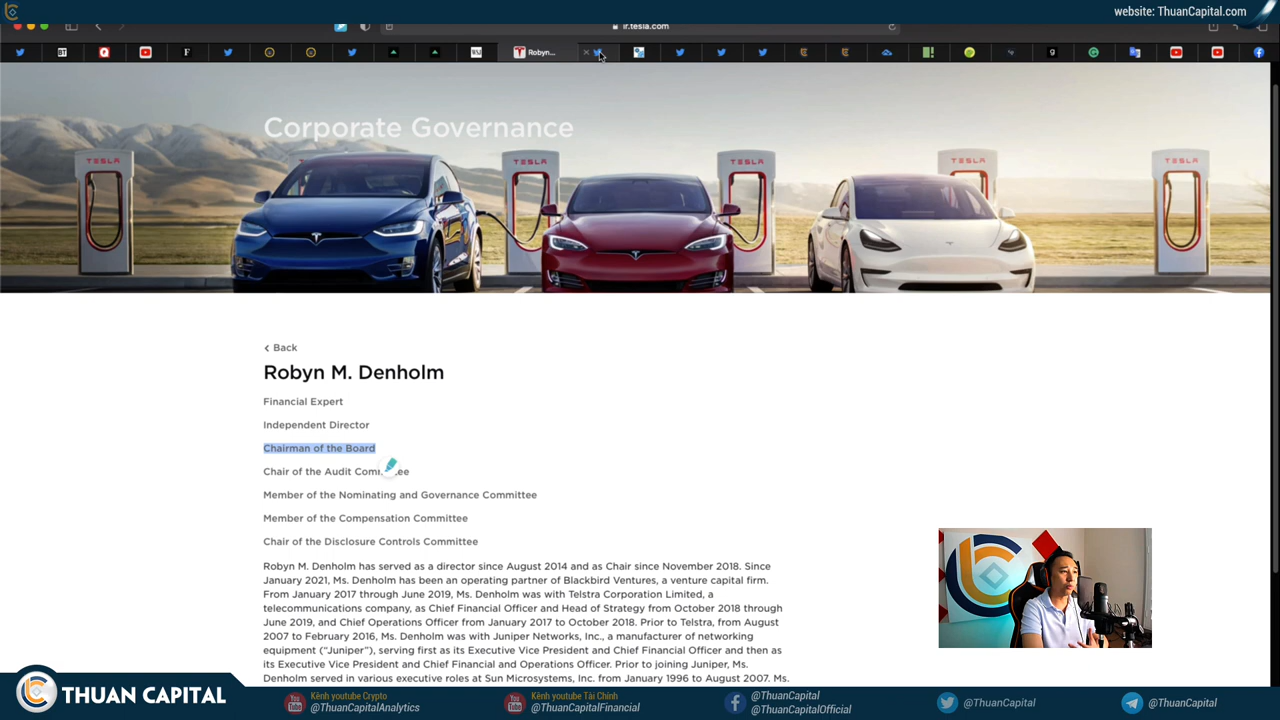 website: ThuanCapital.com
ir.tesla.com
Robyn...
TESLA
TESLA
TESLA
TESLA
TESLA
Corporate Governance
Back
Robyn M. Denholm
Financial Expert
Independent Director
Chairman of the Board
Chair of the Audit Com ee
Member of the Nominating and Governance Committee
Member of the Compensation Committee
Chair of the Disclosure Controls Committee
Robyn M. Denholm has served as a director since August 2014 and as Chair since November 2018. Since
January 2021, Ms. Denholm has been an operating partner of Blackbird Ventures, a venture capital firm.
From January 2017 through June 2019, Ms. Denholm was with Telstra Corporation Limited, a
telecommunications company, as Chief Financial Officer and Head of Strategy from October 2018 through
June 2019, and Chief Operations Officer from January 2017 to October 2018. Prior to Telstra, from August
2007 to February 2016, Ms. Denholm was with Juniper Networks, Inc., a manufacturer of networking
equipment (“Juniper”), serving first as its Executive Vice President and Chief Financial Officer and then as
its Executive Vice President and Chief Financial and Operations Officer. Prior to joining Juniper, Ms.
Denholm served in various executive roles at Sun Microsystems, Inc. from January 1996 to August 2007. Ms.
THUAN CAPITAL
Kênh youtube Crypto
@ThuanCapitalAnalytics
Kênh youtube Tài Chính
@ThuanCapitalFinancial
@ThuanCapital
@ThuanCapitalOfficial
@ThuanCapital
@ThuanCapital